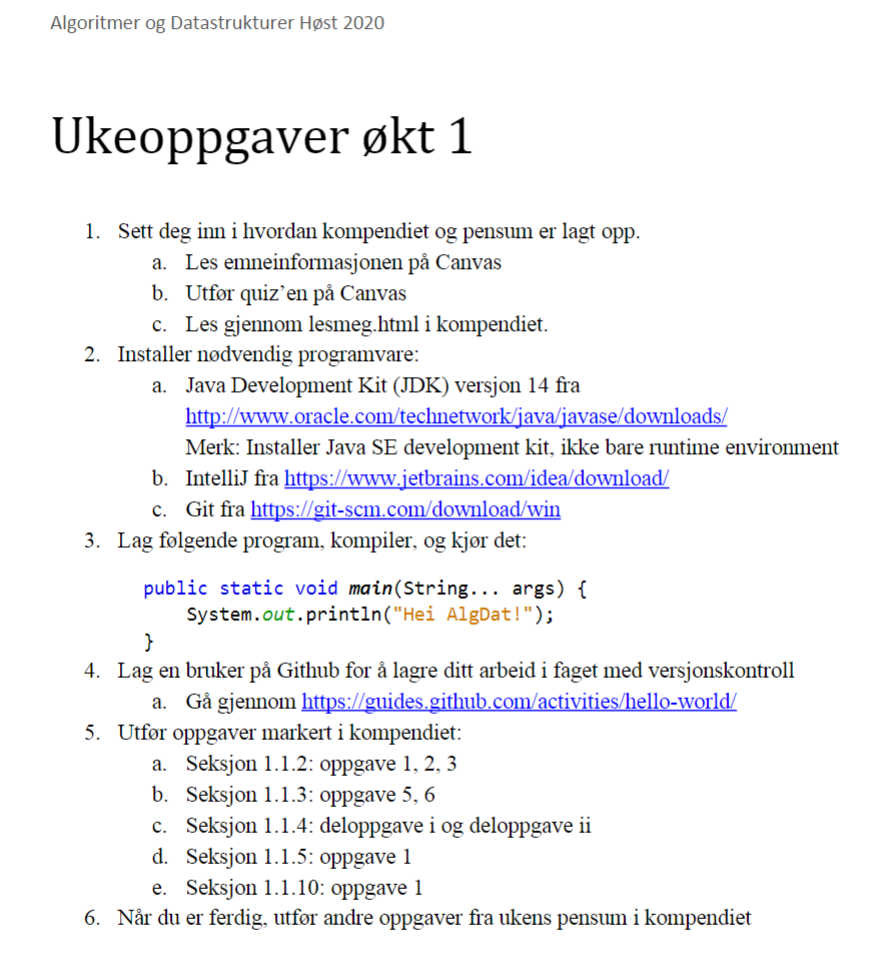 Algoritmer og Datastrukturer Høst 2020
Ukeoppgaver økt 1
1. Sett deg inn i hvordan kompendiet og pensum er lagt opp.
a. Les emneinformasjonen på Canvas
b. Utfør quiz’en på Canvas
c. Les gjennom lesmeg.html i kompendiet.
2. Installer nødvendig programvare:
a. Java Development Kit (JDK) versjon 14 fra
http://www.oracle.com/technetwork/java/javase/downloads/
Merk: Installer Java SE development kit, ikke bare runtime environment
b. IntelliJ fra https://www.jetbrains.com/idea/download/
c. Git fra https://git-scm.com/download/win
3. Lag følgende program, kompiler, og kjør det:
public static void main(String... args) {
System.out.println("Hei AlgDat!");
}
4. Lag en bruker på Github for å lagre ditt arbeid i faget med versjonskontroll
a. Gå gjennom https://guides.github.com/activities/hello-world/
5. Utfør oppgaver markert i kompendiet:
a. Seksjon 1.1.2: oppgave 1, 2, 3
b. Seksjon 1.1.3: oppgave 5, 6
c. Seksjon 1.1.4: deloppgave i og deloppgave ii
d. Seksjon 1.1.5: oppgave 1
e. Seksjon 1.1.10: oppgave 1
6. Når du er ferdig, utfør andre oppgaver fra ukens pensum i kompendiet